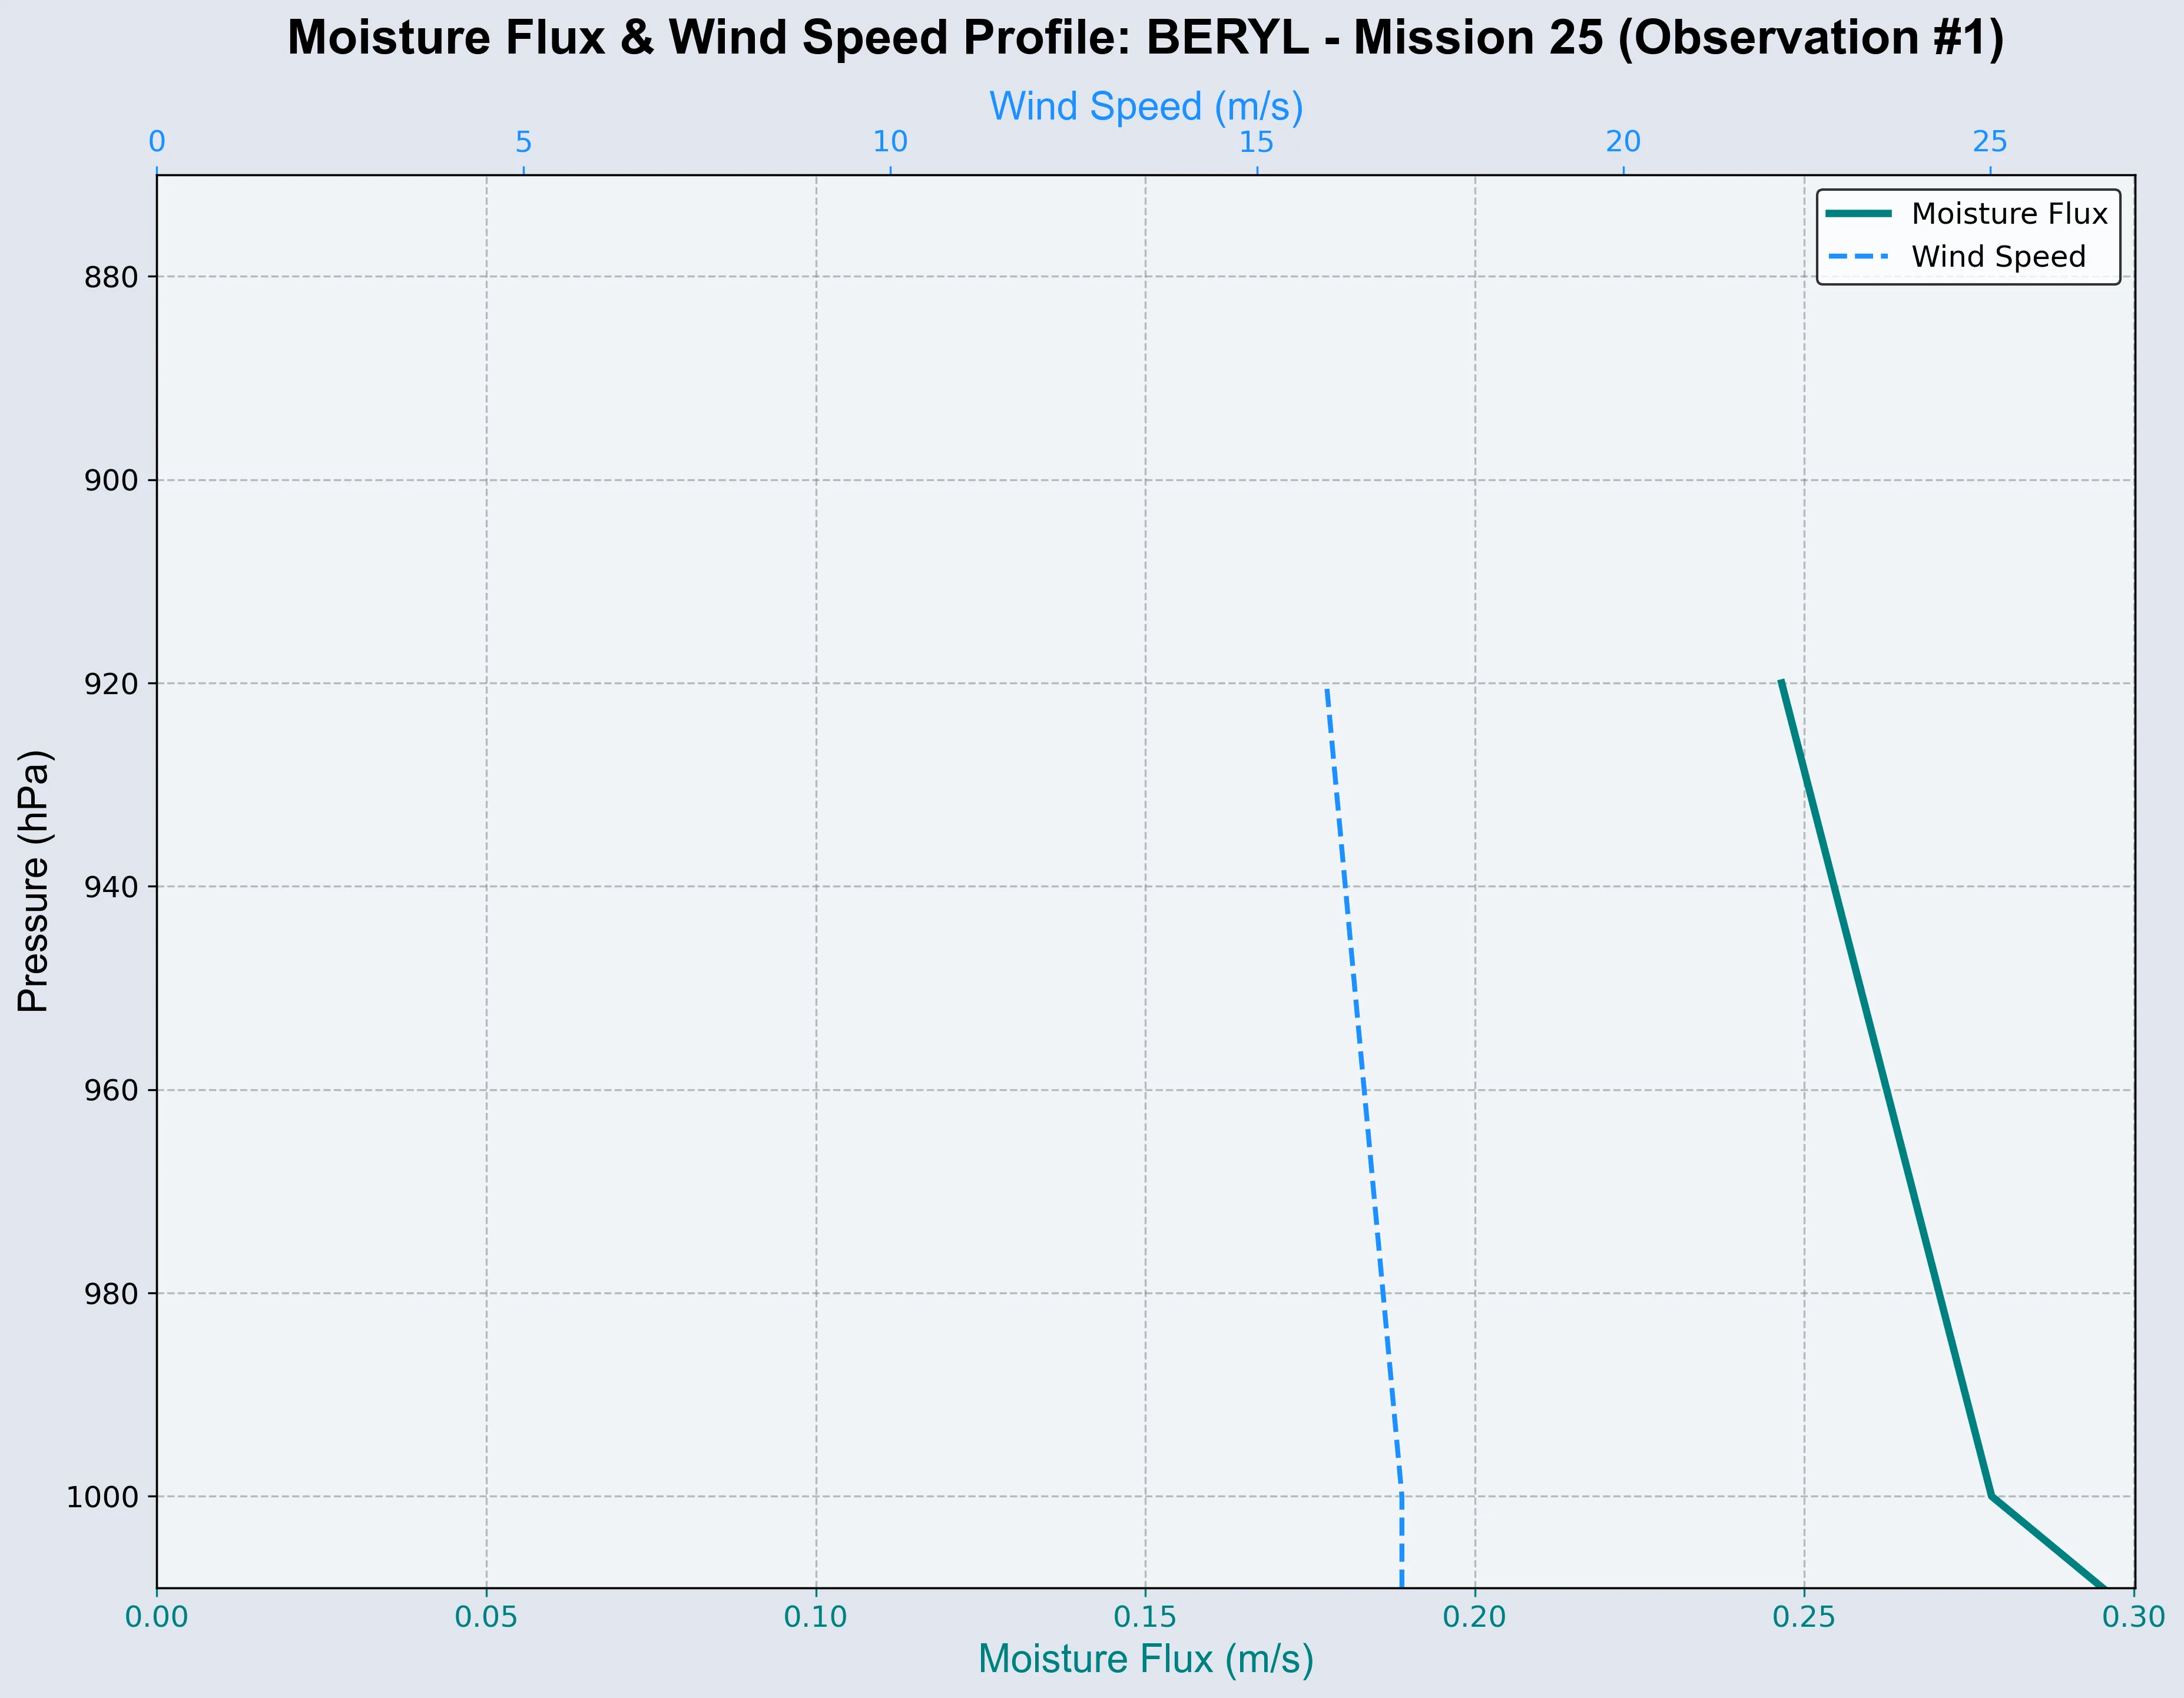 Moisture Flux & Wind Speed Profile: BERYL - Mission 25 (Observation #1)
Wind Speed (m/s)
0 5 10 15 20 25
Moisture Flux
Wind Speed
880
900
920
940
960
980
1000
Pressure (hPa)
0.00 0.05 0.10 0.15 0.20 0.25 0.30
Moisture Flux (m/s)